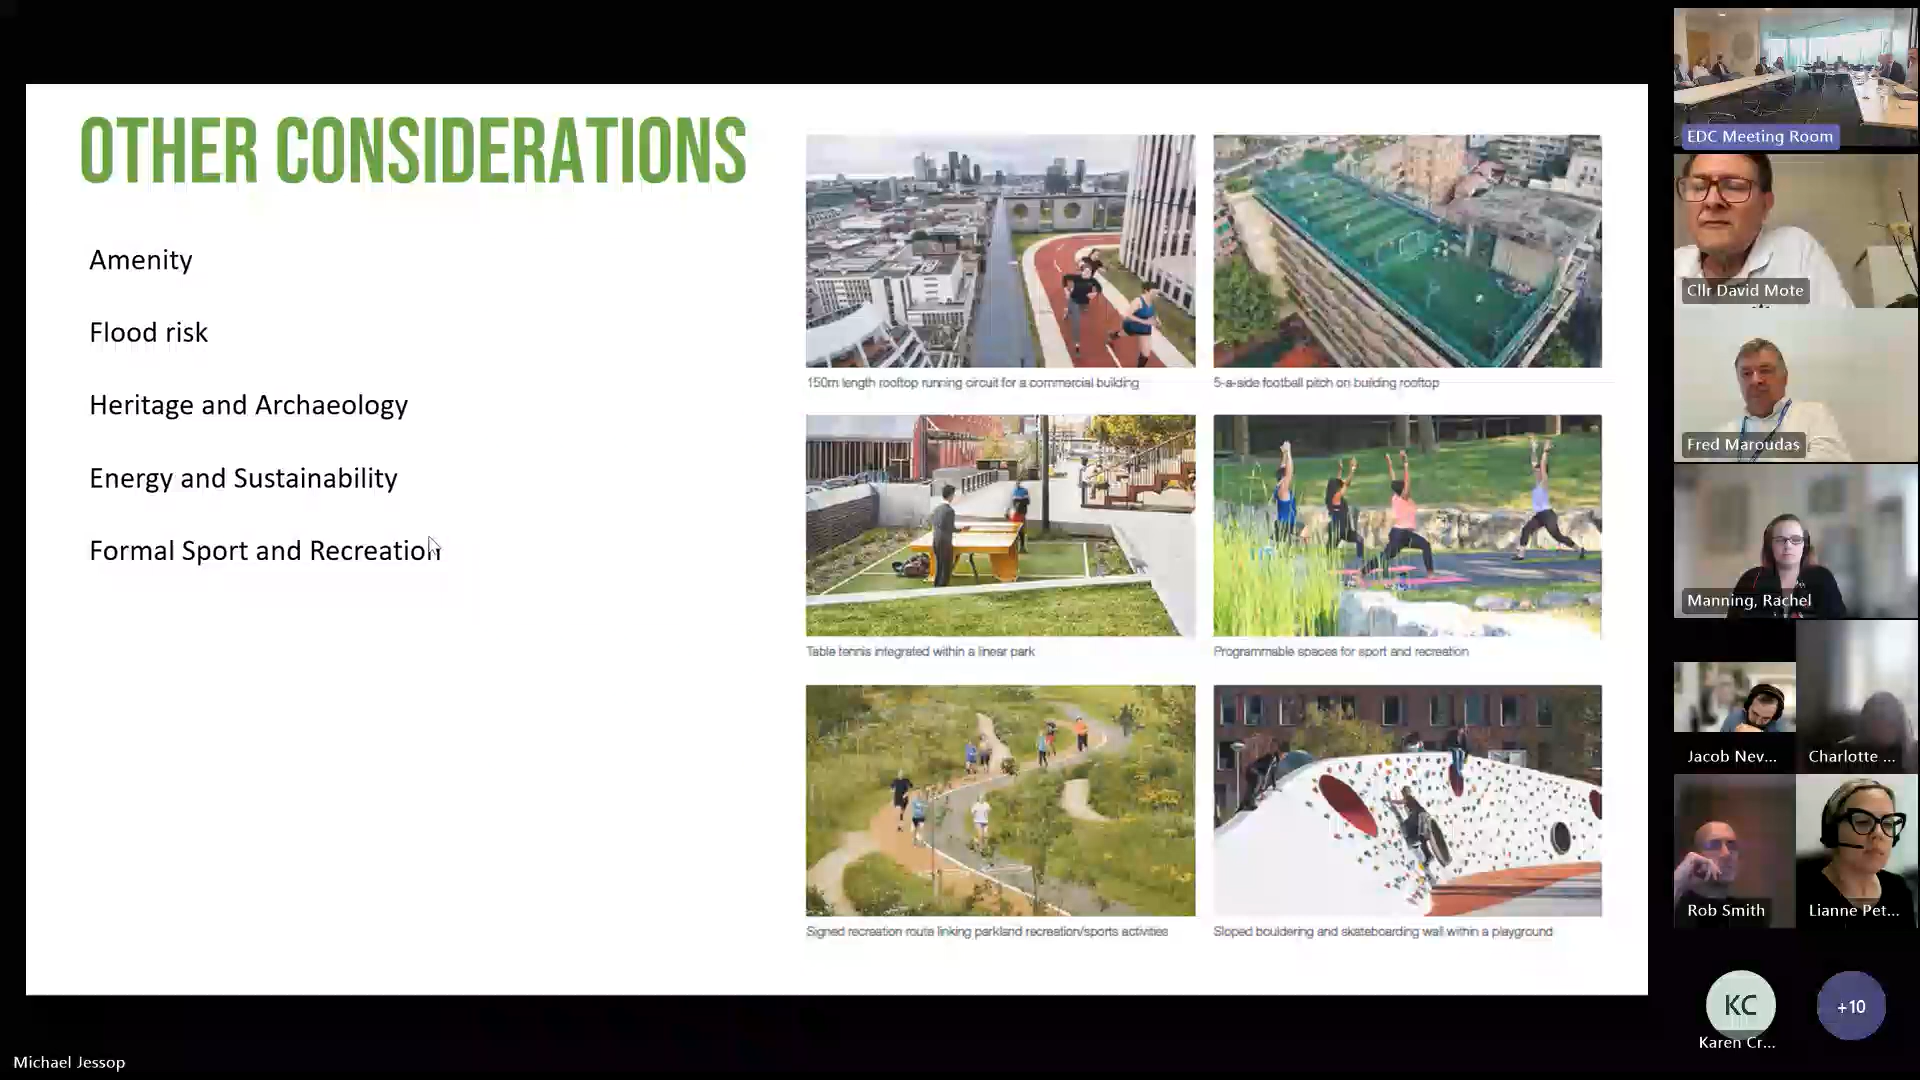 OTHER CONSIDERATIONS
Amenity
Flood risk
Heritage and Archaeology
Energy and Sustainability
Formal Sport and Recreation
150m length rooftop running circuit for a commercial building
5-a-side football pitch on building rooftop
Table tennis integrated within a linear park
Programmable spaces for sport and recreation
Signed recreation route linking parkland recreation/sports activities
Sloped bouldering and skateboarding wall within a playground
EDC Meeting Room
Cllr David Mote
Fred Maroudas
Manning, Rachel
Jacob Nev...
Charlotte ...
Rob Smith
Lianne Pet...
KC
Karen Cr...
+10
Michael Jessop